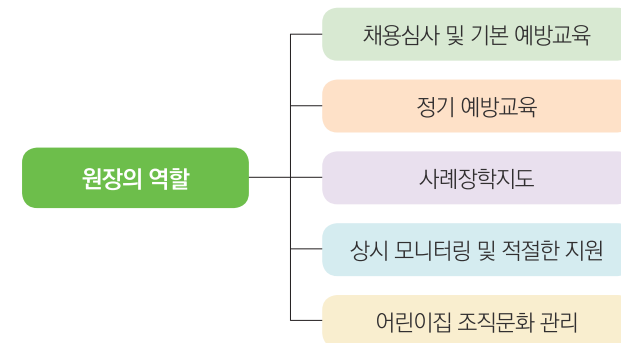 원장의 역할
채용심사 및 기본 예방교육
정기 예방교육
사례장학지도
상시 모니터링 및 적절한 지원
어린이집 조직문화 관리